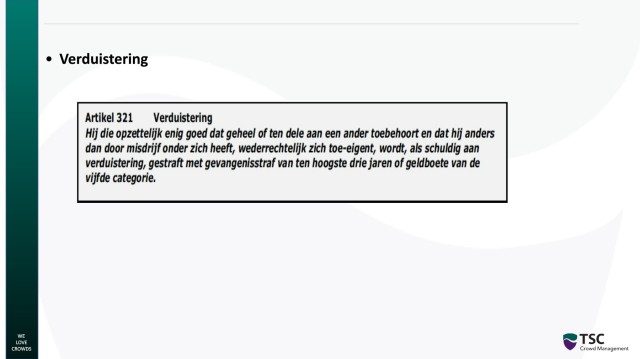 • Verduistering
Artikel 321 Verduistering
Hij die opzettelijk enig goed dat geheel of ten dele aan een ander toebehoort en dat hij anders
dan door misdrijf onder zich heeft, wederrechtelijk zich toe-eigent, wordt, als schuldig aan
verduistering, gestraft met gevangenisstraf van ten hoogste drie jaren of geldboete van de
vijfde categorie.
WE
LOVE
CROWDS
TSC
Crowd Management